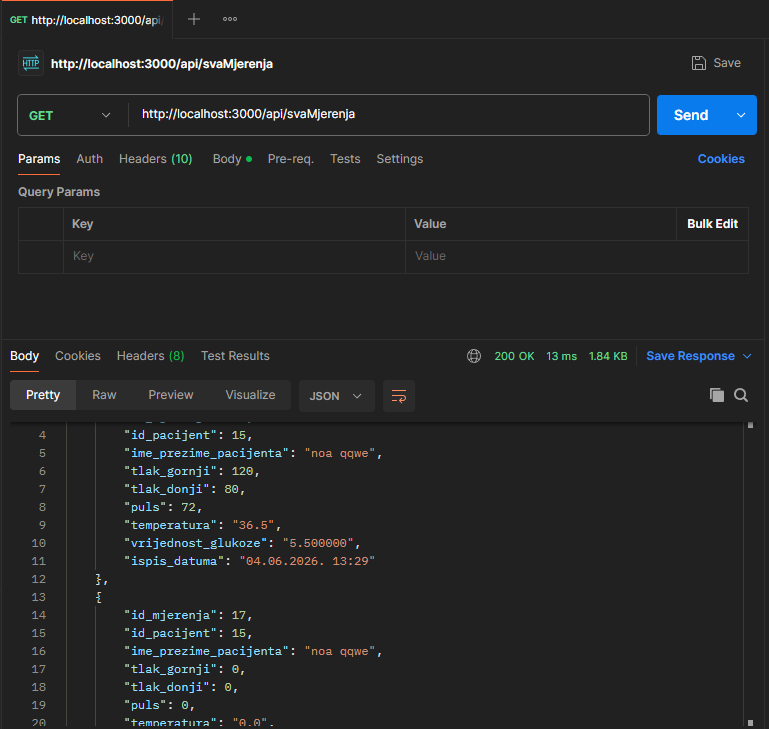 GET http://localhost:3000/api/
HTTP http://localhost:3000/api/svaMjerenja Save
GET http://localhost:3000/api/svaMjerenja Send
Params Auth Headers (10) Body Pre-req. Tests Settings Cookies
Query Params
Key Value Bulk Edit
Key Value
Body Cookies Headers (8) Test Results 200 OK 13 ms 1.84 KB Save Response
Pretty Raw Preview Visualize JSON
4 "id_pacijent": 15,
5 "ime_prezime_pacijenta": "noa qqwe",
6 "tlak_gornji": 120,
7 "tlak_donji": 80,
8 "puls": 72,
9 "temperatura": "36.5",
10 "vrijednost_glukoze": "5.500000",
11 "ispis_datuma": "04.06.2026. 13:29"
12 },
13 {
14 "id_mjerenja": 17,
15 "id_pacijent": 15,
16 "ime_prezime_pacijenta": "noa qqwe",
17 "tlak_gornji": 0,
18 "tlak_donji": 0,
19 "puls": 0,
20 "temperatura": "0.0",